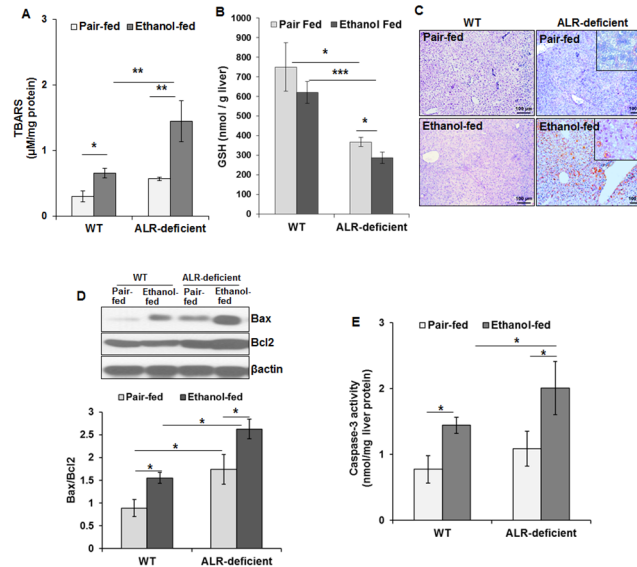 A
Pair-fed
Ethanol-fed
TBARS
(μM/mg protein)
3
2
1
0
*
**
**
WT
ALR-deficient
B
Pair Fed
Ethanol Fed
GSH (nmol / g liver)
1000
900
800
700
600
500
400
300
200
100
0
*
***
*
WT
ALR-deficient
C
WT
ALR-deficient
Pair-fed
Pair-fed
100 μm
Ethanol-fed
Ethanol-fed
100 μm
D
WT
ALR-deficient
Pair-
fed
Ethanol-
fed
Pair-
fed
Ethanol-
fed
Bax
Bcl2
βactin
Pair-fed
Ethanol-fed
Bax/Bcl2
3
2.5
2
1.5
1
0.5
0
*
*
*
*
WT
ALR-deficient
E
Pair-fed
Ethanol-fed
Caspase-3 activity
(nmol/mg liver protein)
3
2
1
0
*
*
*
WT
ALR-deficient